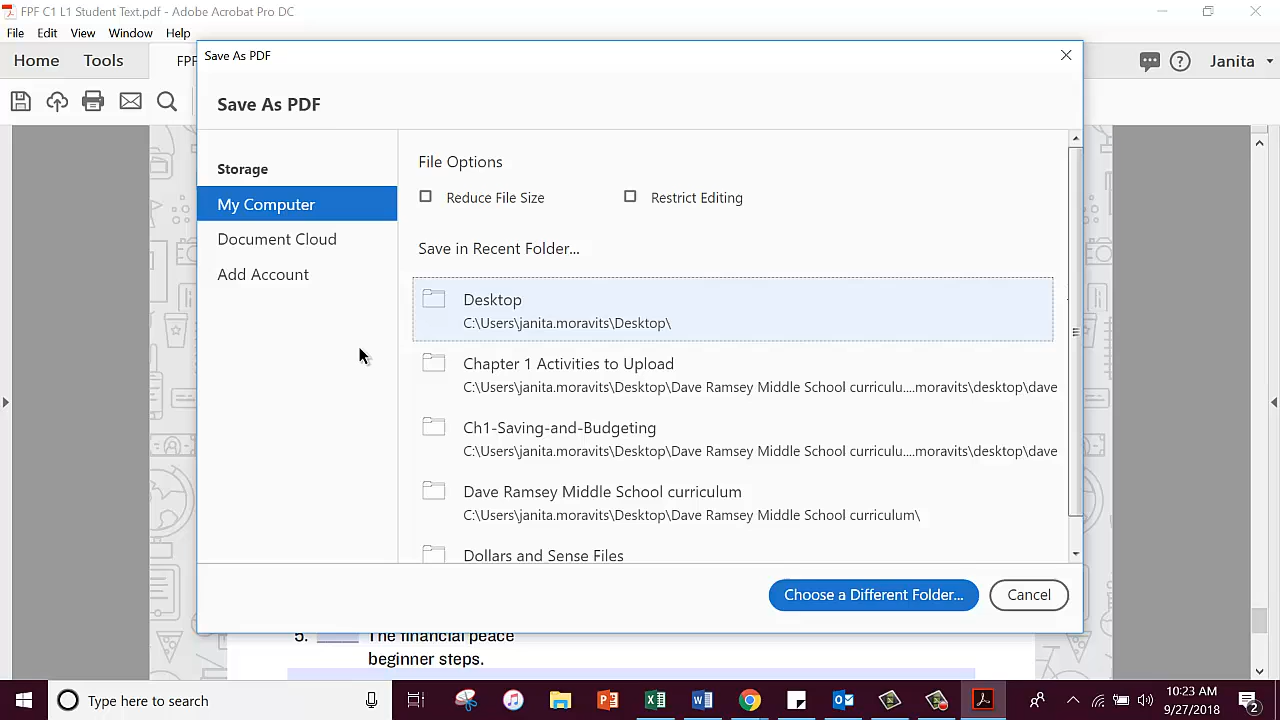 FPF C1 L1 Student Text.pdf - Adobe Acrobat Pro DC
File Edit View Window Help
Home Tools FPF
Janita
Save As PDF
Save As PDF
Storage
My Computer
Document Cloud
Add Account
File Options
Reduce File Size Restrict Editing
Save in Recent Folder...
Desktop
C:\Users\janita.moravits\Desktop\
Chapter 1 Activities to Upload
C:\Users\janita.moravits\Desktop\Dave Ramsey Middle School curriculu....moravits\desktop\dave
Ch1-Saving-and-Budgeting
C:\Users\janita.moravits\Desktop\Dave Ramsey Middle School curriculu....moravits\desktop\dave
Dave Ramsey Middle School curriculum
C:\Users\janita.moravits\Desktop\Dave Ramsey Middle School curriculum\
Dollars and Sense Files
Choose a Different Folder... Cancel
5. The financial peace
beginner steps.
Type here to search
10:23 AM
9/27/2018
2